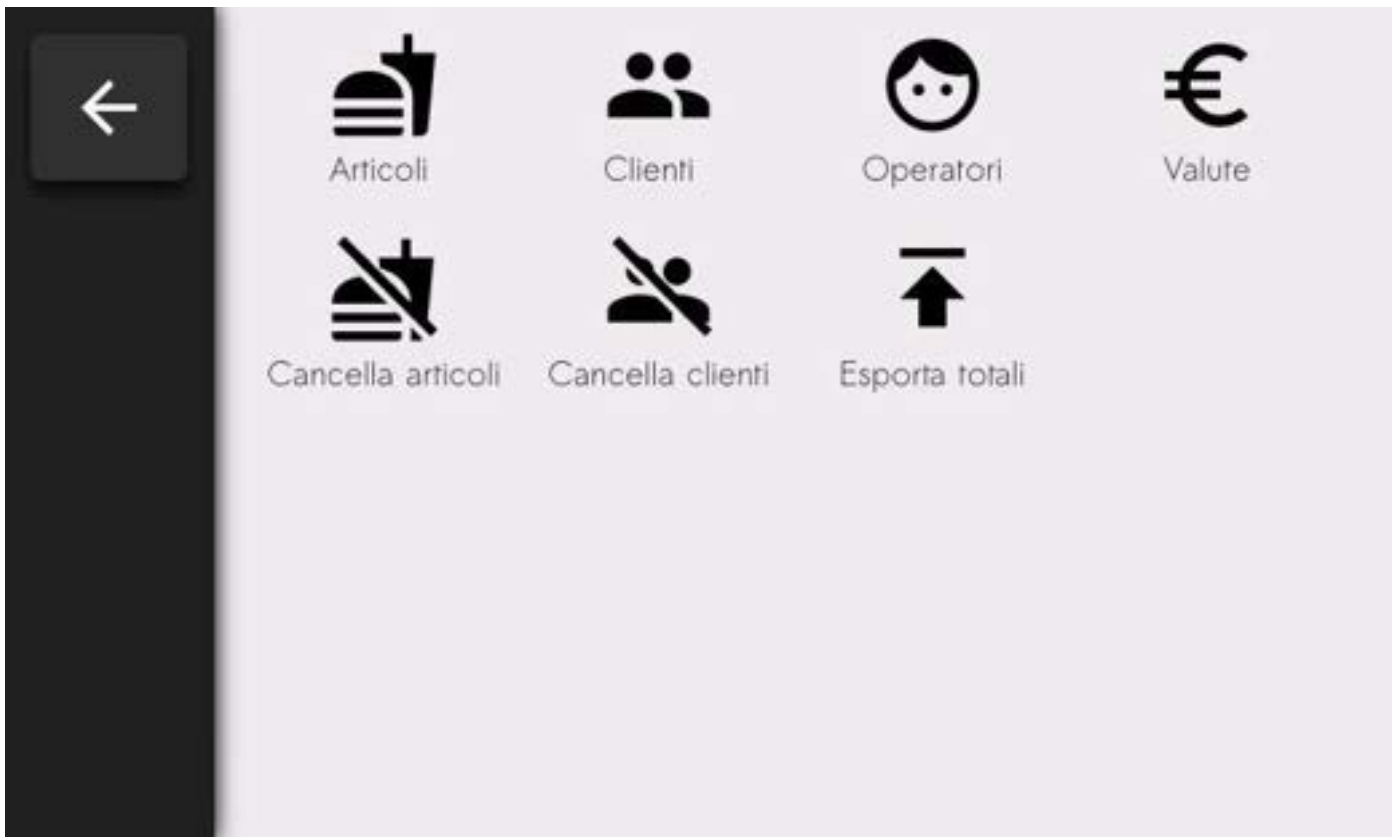 Articoli
Clienti
Operatori
Valute
Cancella articoli
Cancella clienti
Esporta totali